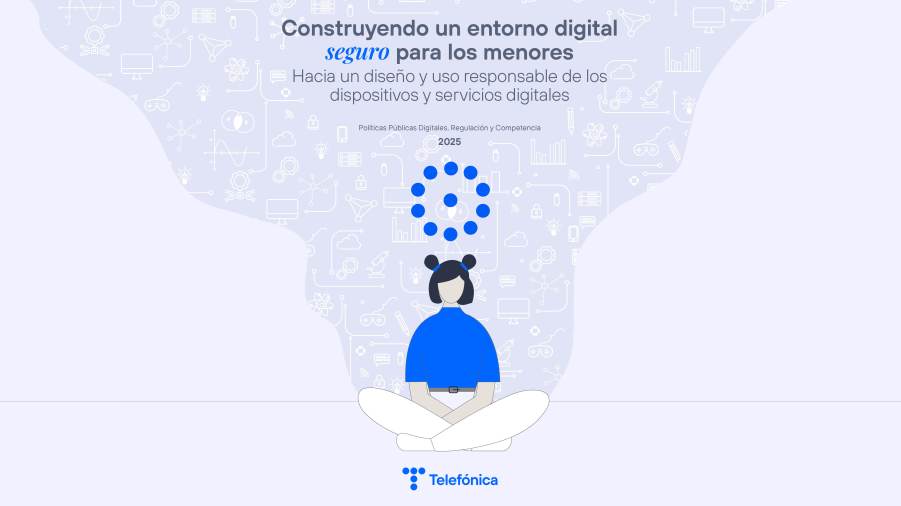 Construyendo un entorno digital
seguro para los menores
Hacia un diseño y uso responsable de los
dispositivos y servicios digitales
Políticas Públicas Digitales, Regulación y Competencia
2025
Telefónica